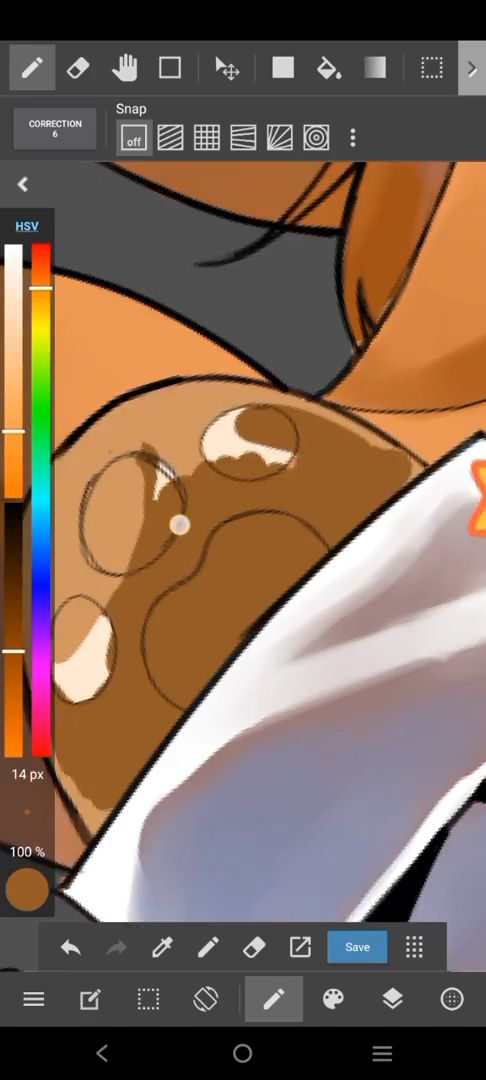 Snap
CORRECTION
6
off
HSV
14 px
100 %
Save